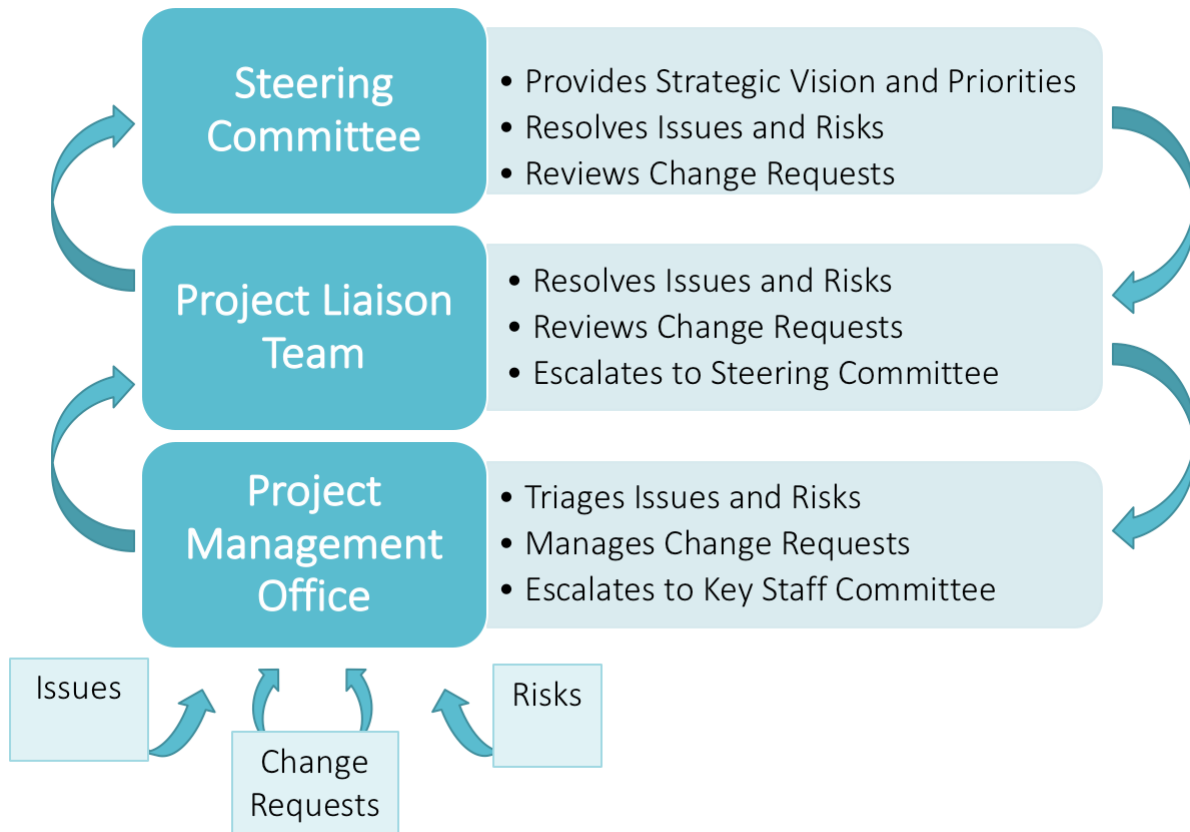 Steering
Committee
• Provides Strategic Vision and Priorities
• Resolves Issues and Risks
• Reviews Change Requests
Project Liaison
Team
• Resolves Issues and Risks
• Reviews Change Requests
• Escalates to Steering Committee
Project
Management
Office
• Triages Issues and Risks
• Manages Change Requests
• Escalates to Key Staff Committee
Issues
Change
Requests
Risks